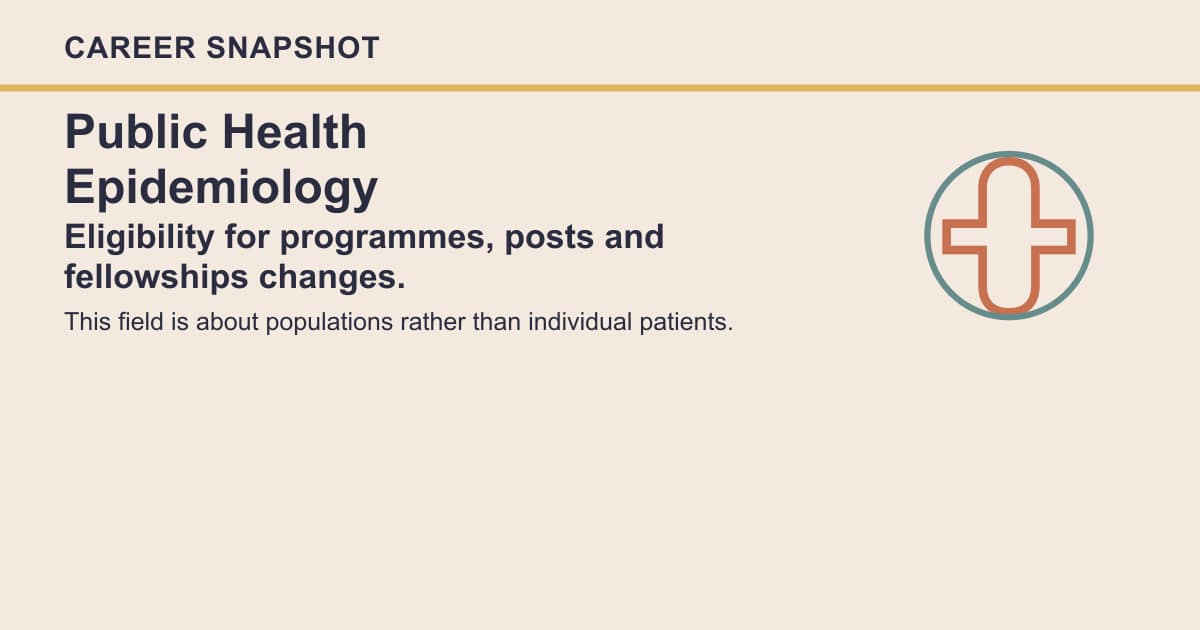 CAREER SNAPSHOT
Public Health
Epidemiology
Eligibility for programmes, posts and
fellowships changes.
This field is about populations rather than individual patients.